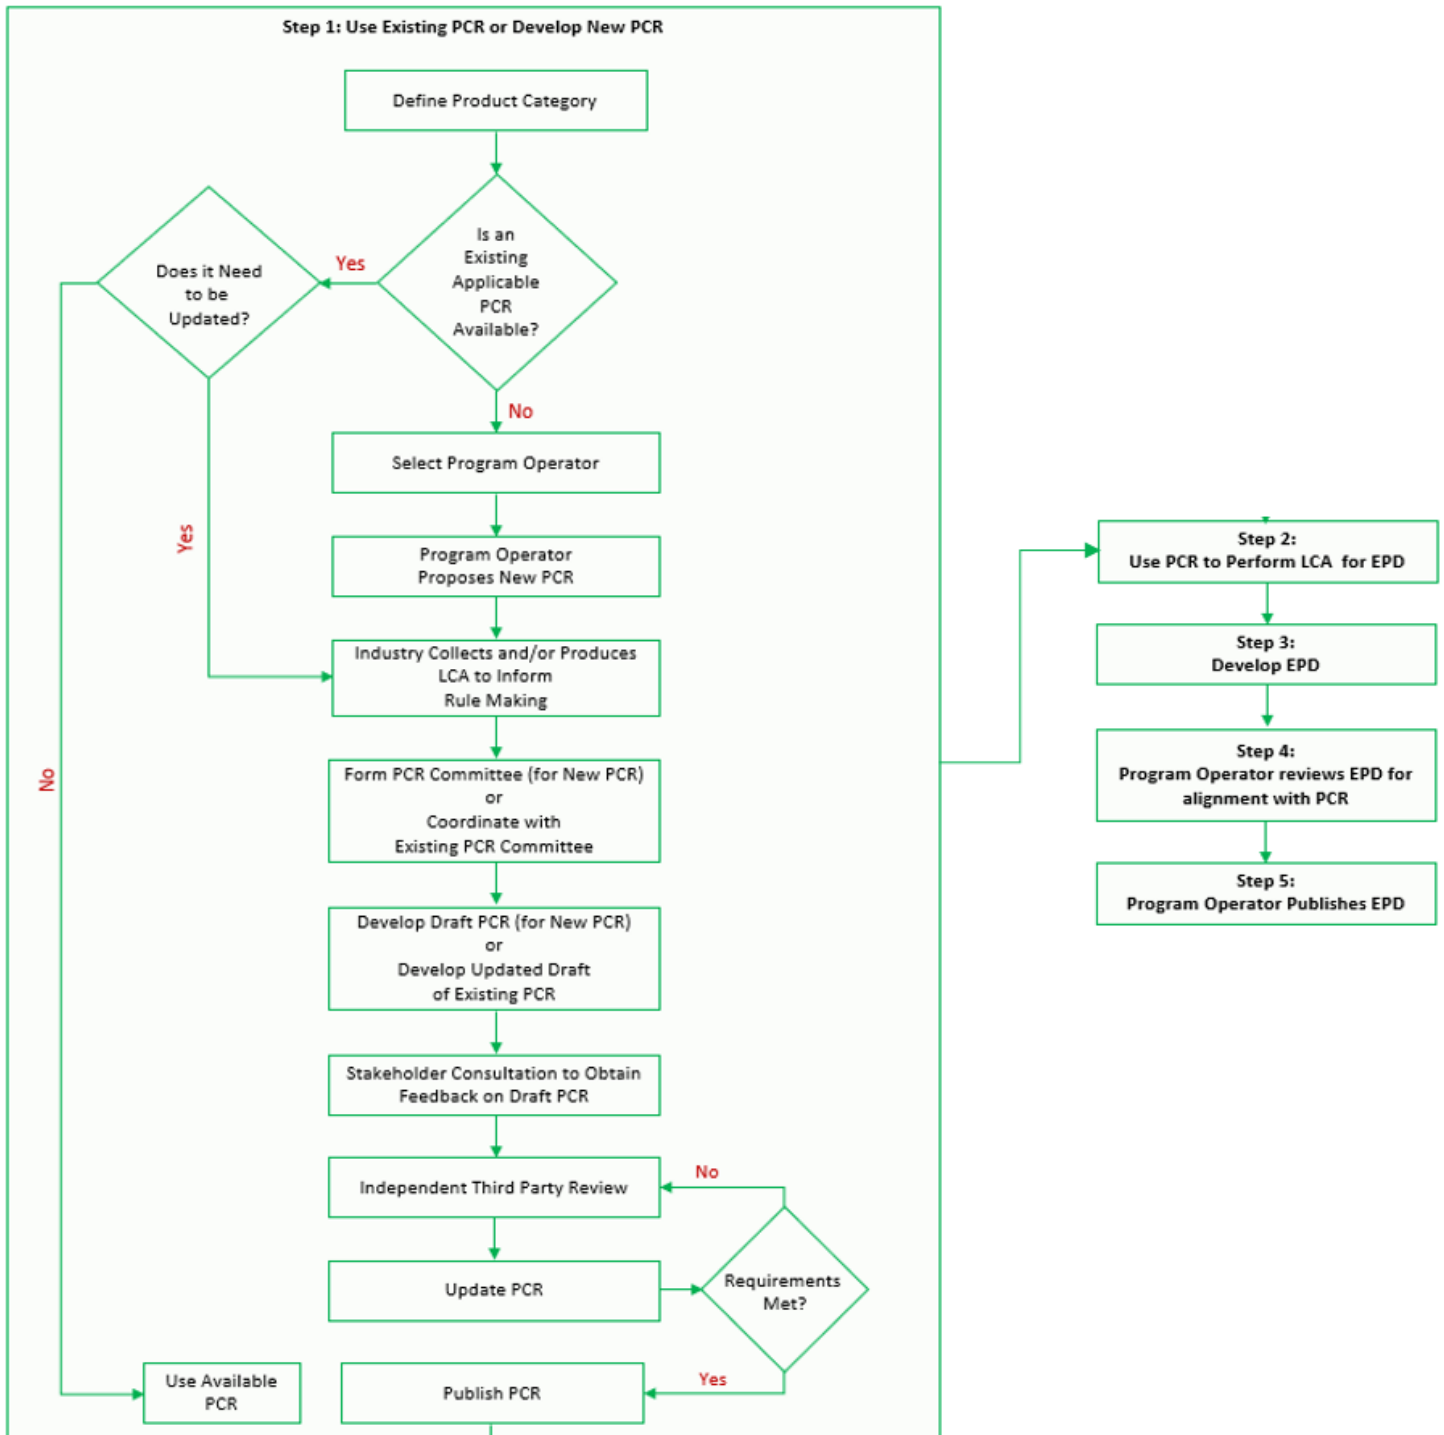 Step 1: Use Existing PCR or Develop New PCR
Define Product Category
Is an
Existing
Applicable
PCR
Available?
Yes
Does it Need
to be
Updated?
No
Select Program Operator
Yes
Program Operator
Proposes New PCR
Industry Collects and/or Produces
LCA to Inform
Rule Making
No
Form PCR Committee (for New PCR)
or
Coordinate with
Existing PCR Committee
Develop Draft PCR (for New PCR)
or
Develop Updated Draft
of Existing PCR
Stakeholder Consultation to Obtain
Feedback on Draft PCR
Independent Third Party Review
No
Update PCR
Requirements
Met?
Yes
Use Available
PCR
Publish PCR
Step 2:
Use PCR to Perform LCA for EPD
Step 3:
Develop EPD
Step 4:
Program Operator reviews EPD for
alignment with PCR
Step 5:
Program Operator Publishes EPD